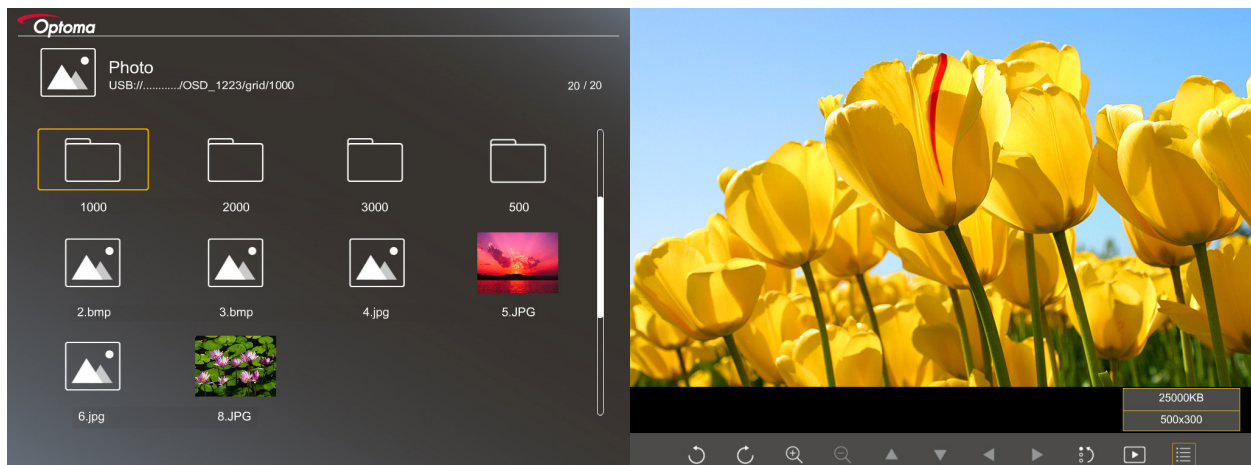 Optoma
Photo
USB://.........../OSD_1223/grid/1000
20 / 20
1000 2000 3000 500
2.bmp 3.bmp 4.jpg 5.JPG
6.jpg 8.JPG
25000KB
500x300